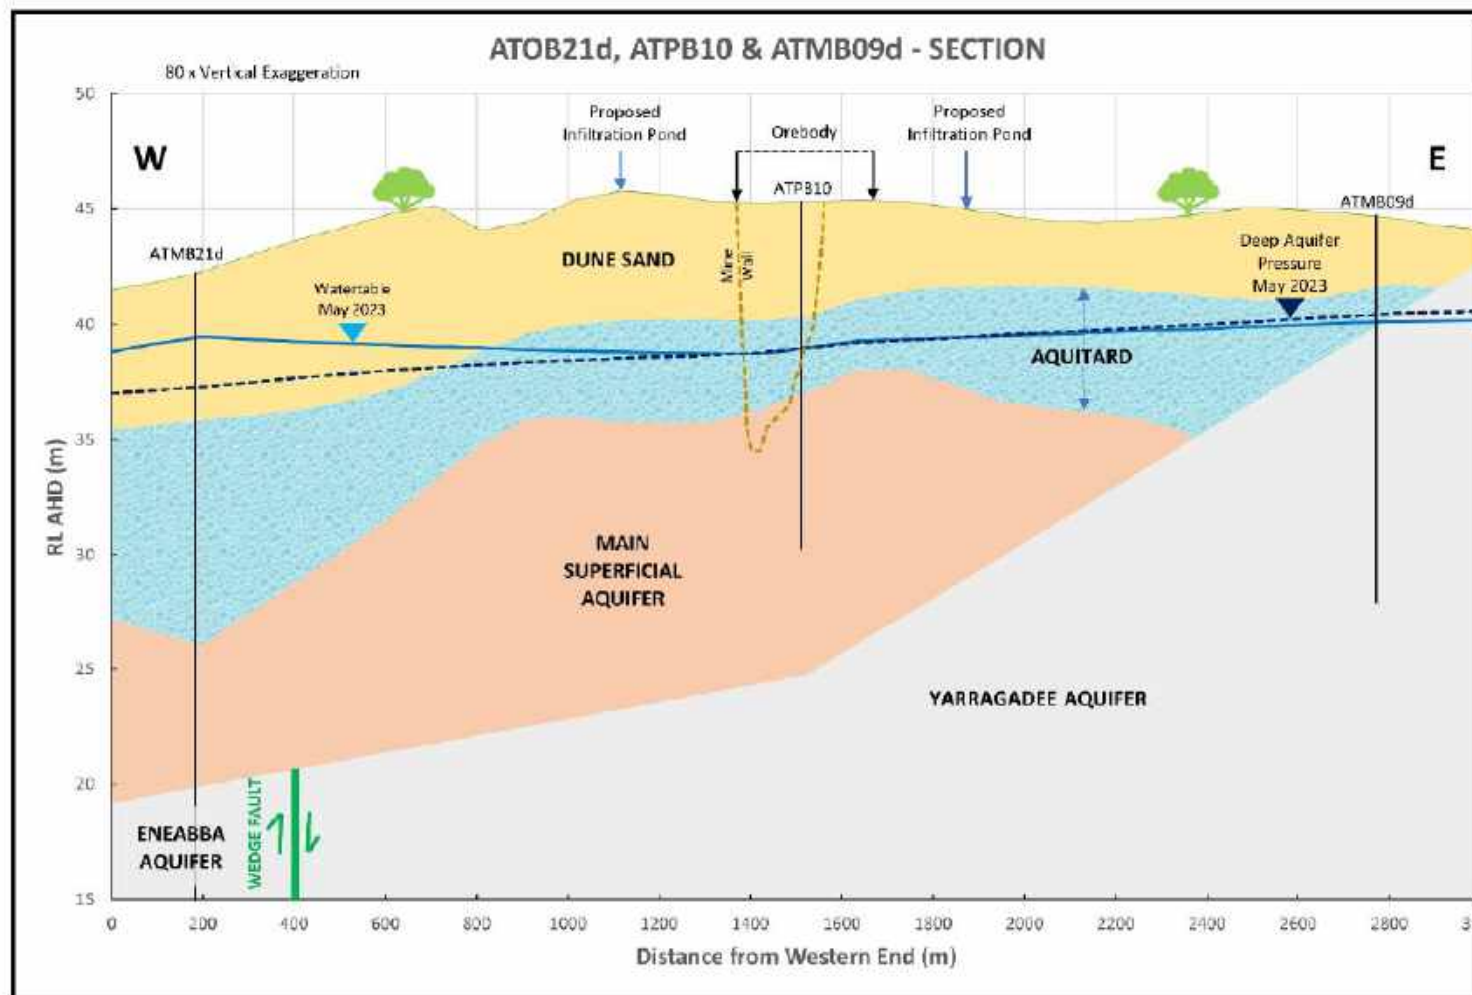 ATOB21d, ATPB10 & ATMB09d - SECTION
80 x Vertical Exaggeration
W
E
Proposed
Infiltration Pond
Orebody
Proposed
Infiltration Pond
ATPB10
ATMB09d
ATMB21d
DUNE SAND
Mine
Wall
Deep Aquifer
Pressure
May 2023
Watertable
May 2023
AQUITARD
MAIN
SUPERFICIAL
AQUIFER
YARRAGADEE AQUIFER
ENEABBA
AQUIFER
WEDGE FAULT
RL AHD (m)
50
45
40
35
30
25
20
15
0 200 400 600 800 1000 1200 1400 1600 1800 2000 2200 2400 2600 2800
Distance from Western End (m)